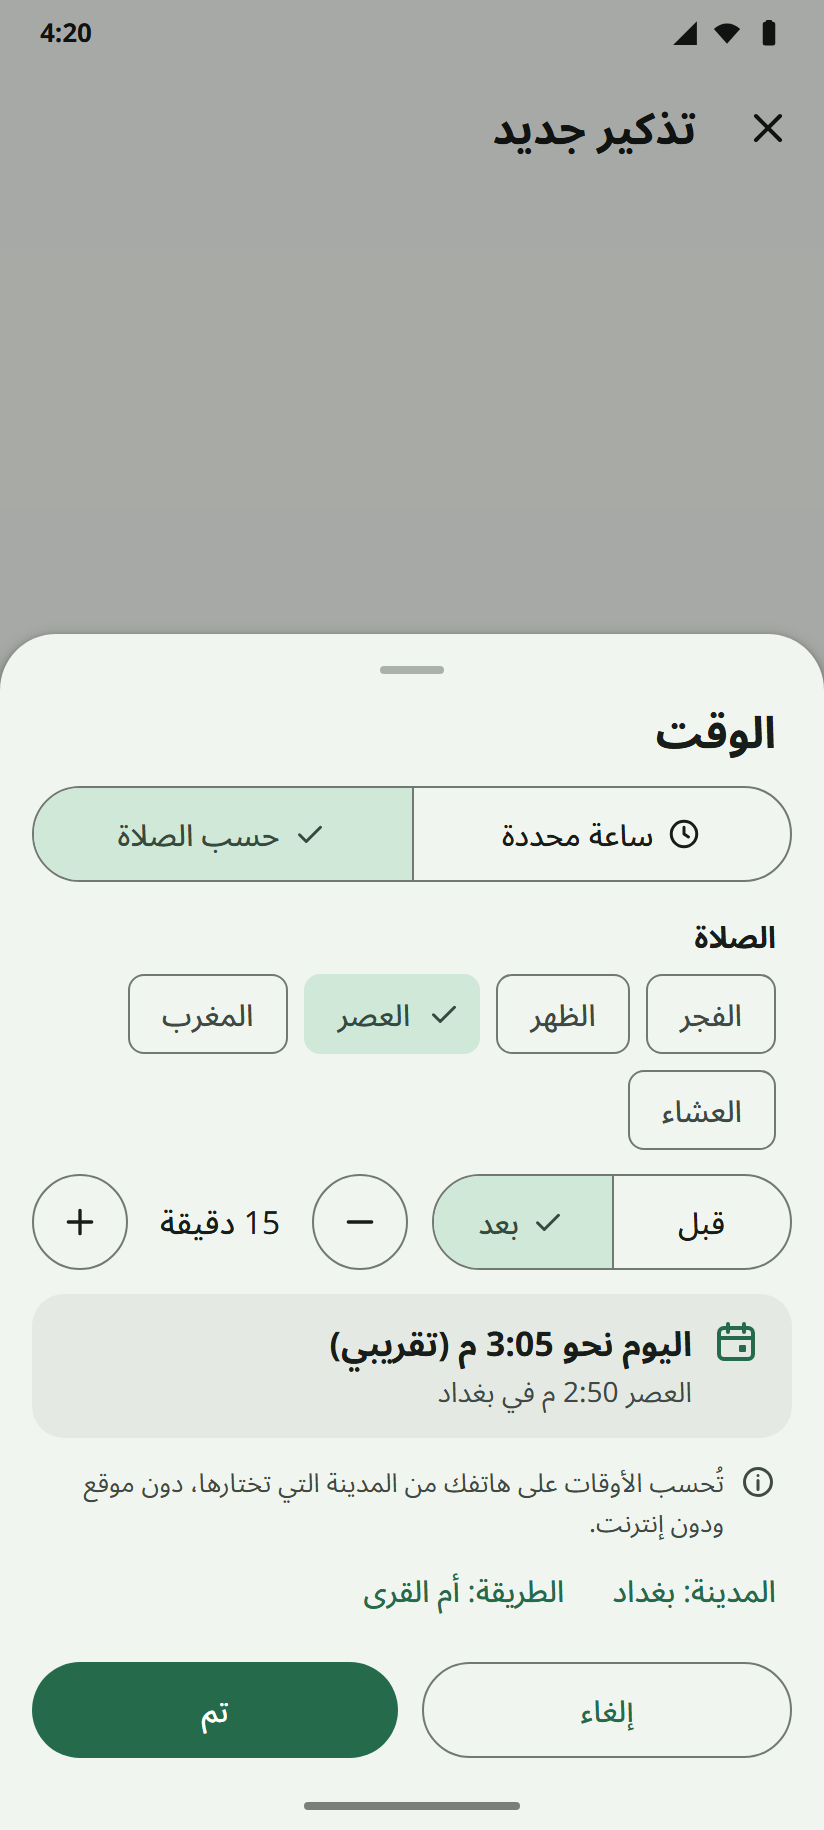 4:20
تذكير جديد
الوقت
ساعة محددة
حسب الصلاة
الصلاة
الفجر
الظهر
العصر
المغرب
العشاء
قبل
بعد
15 دقيقة
اليوم نحو 3:05 م (تقريبي)
العصر 2:50 م في بغداد
تُحسب الأوقات على هاتفك من المدينة التي تختارها، دون موقع
ودون إنترنت.
المدينة: بغداد
الطريقة: أم القرى
إلغاء
تم